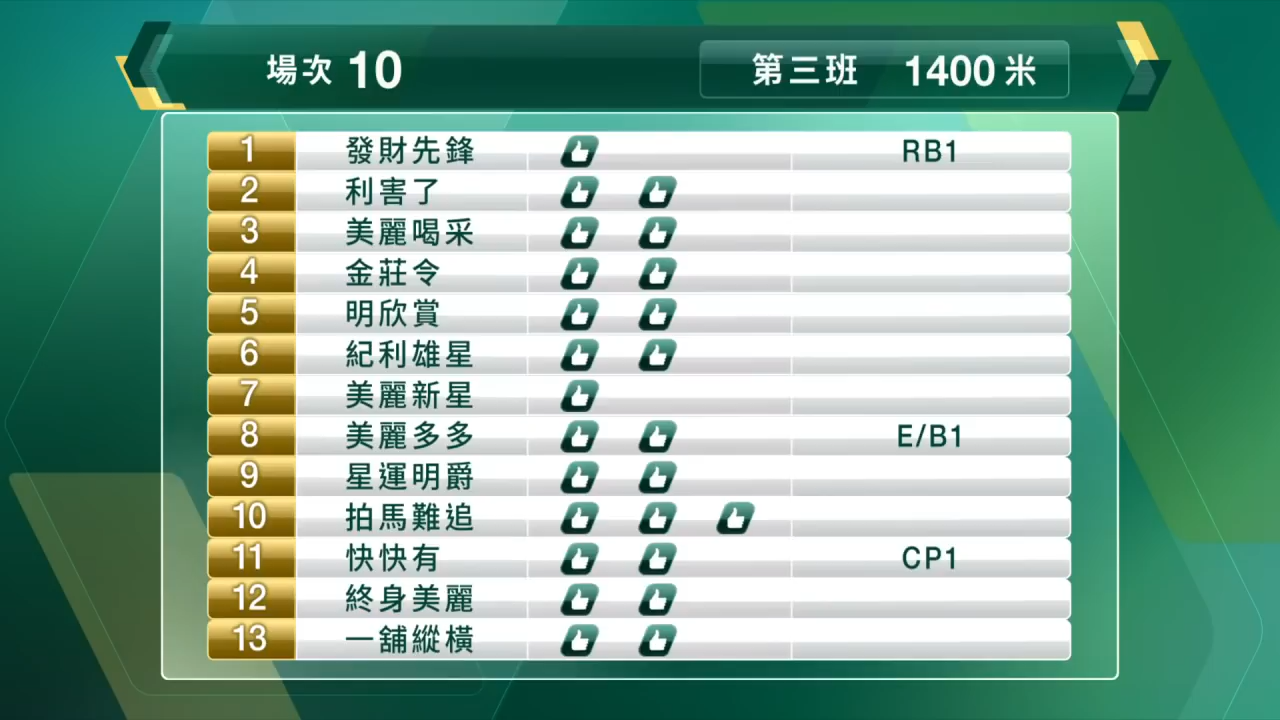 場次 10 第三班 1400 米
1 發財先鋒 RB1
2 利害了
3 美麗喝采
4 金莊令
5 明欣賞
6 紀利雄星
7 美麗新星
8 美麗多多 E/B1
9 星運明爵
10 拍馬難追
11 快快有 CP1
12 終身美麗
13 一舖縱橫